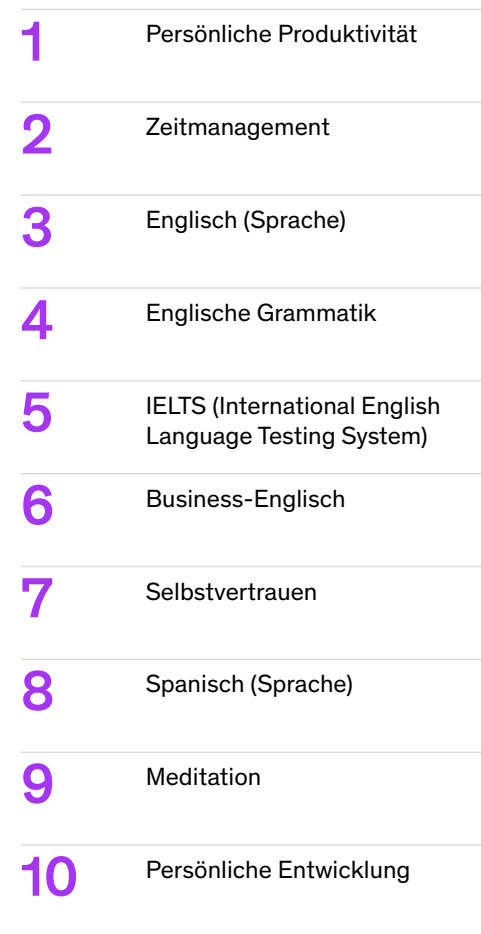 1 Persönliche Produktivität
2 Zeitmanagement
3 Englisch (Sprache)
4 Englische Grammatik
5 IELTS (International English
Language Testing System)
6 Business-Englisch
7 Selbstvertrauen
8 Spanisch (Sprache)
9 Meditation
10 Persönliche Entwicklung